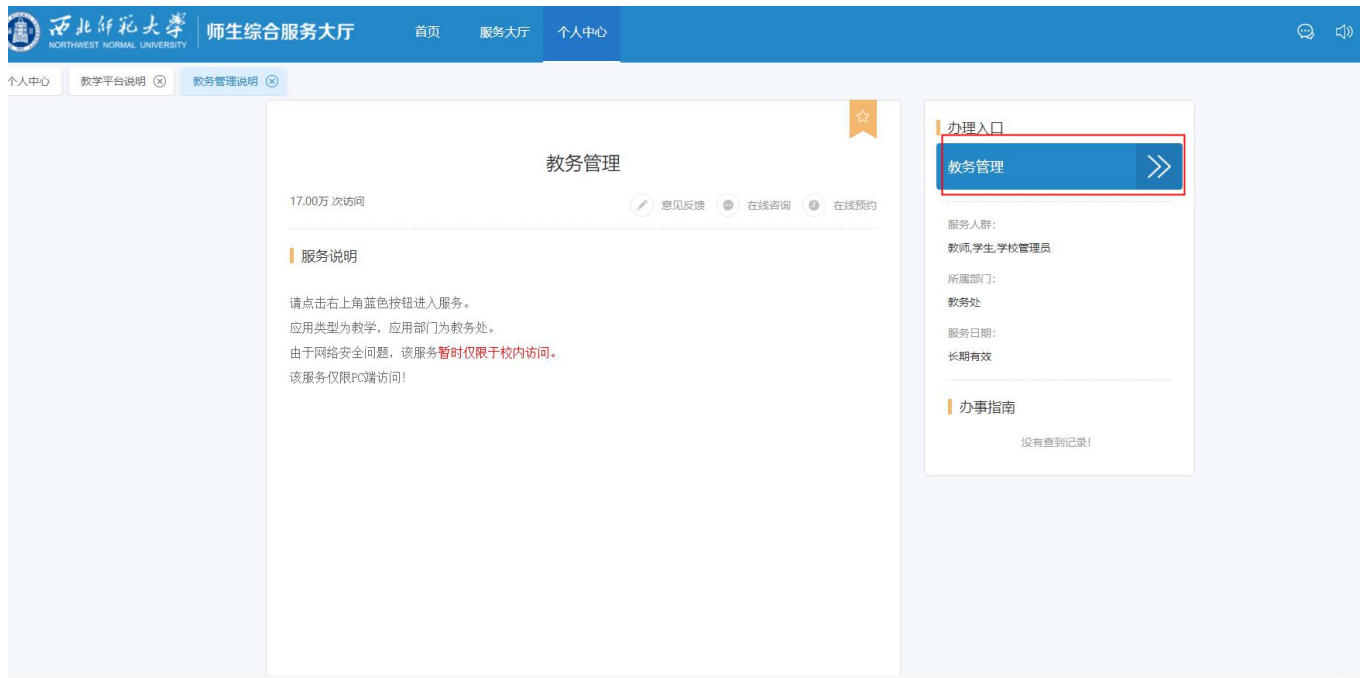 西北师范大学
NORTHWEST NORMAL UNIVERSITY
师生综合服务大厅
首页
服务大厅
个人中心
个人中心
教学平台说明
教务管理说明
教务管理
17.00万 次访问
意见反馈
在线咨询
在线预约
服务说明
请点击右上角蓝色按钮进入服务。
应用类型为教学，应用部门为教务处。
由于网络安全问题，该服务暂时仅限于校内访问。
该服务仅限PC端访问！
办理入口
教务管理
服务人群：
教师,学生,学校管理员
所属部门：
教务处
服务日期：
长期有效
办事指南
没有查到记录！